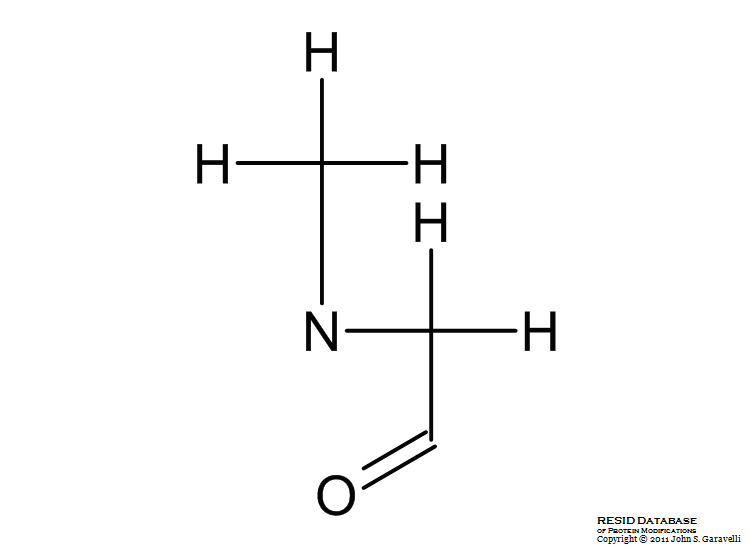 H
H H
H
N H
O
RESID DATABASE
OF PROTEIN MODIFICATIONS
Copyright © 2011 John S. Garavelli